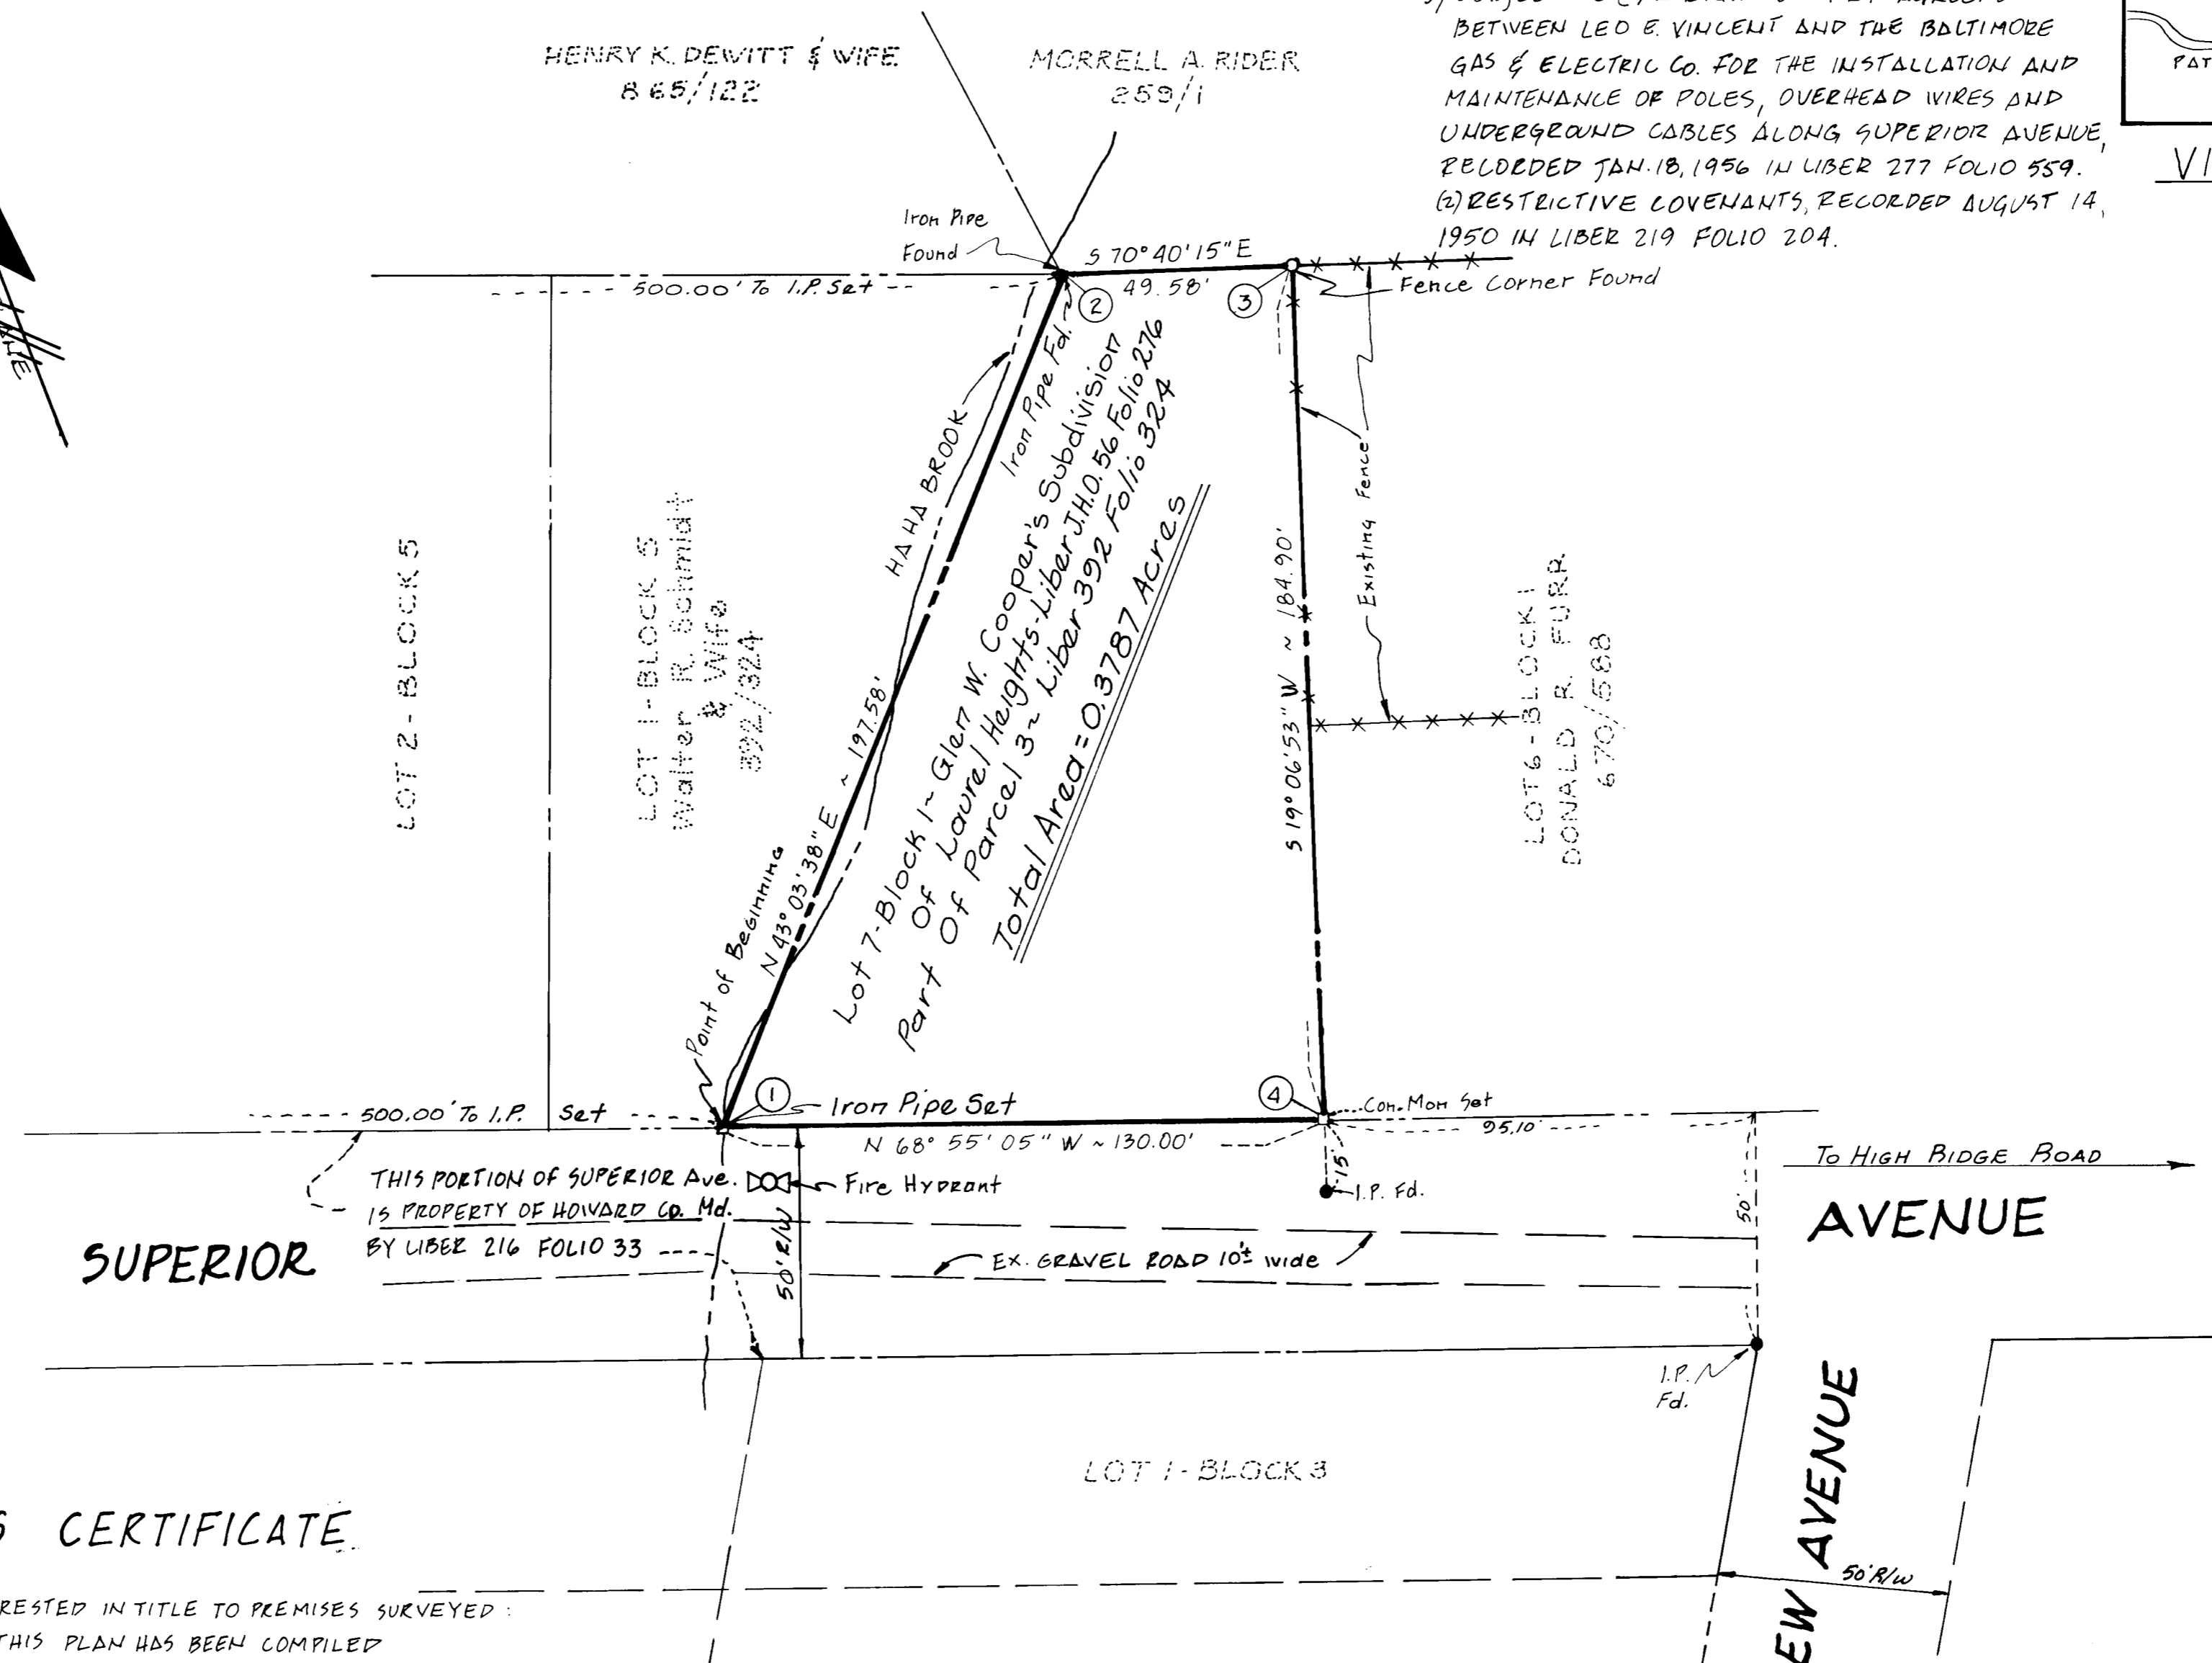 HENRY K. DEWITT & WIFE
865/122
MORRELL A. RIDER
259/1
BETWEEN LEO E. VINCENT AND THE BALTIMORE
GAS & ELECTRIC CO. FOR THE INSTALLATION AND
MAINTENANCE OF POLES, OVERHEAD WIRES AND
UNDERGROUND CABLES ALONG SUPERIOR AVENUE,
RECORDED JAN. 18, 1956 IN LIBER 277 FOLIO 559.
(2) RESTRICTIVE COVENANTS, RECORDED AUGUST 14,
1950 IN LIBER 219 FOLIO 204.
PAT
VI
Iron Pipe
Found
S 70° 40' 15" E
49.58'
2
3
Fence Corner Found
500.00' To I.P. Set
Iron Pipe Fd.
HA HA BROOK
Existing Fence
LOT 2 - BLOCK 5
LOT 1 - BLOCK 5
Walter R. Schmidt
& Wife
392/324
Lot 7 - Block 1 ~ Glen W. Cooper's Subdivision
Of Laurel Heights - Liber J.H.O. 56 Folio 276
Part Of Parcel 3 ~ Liber 392 Folio 324
Total Area = 0.3787 Acres
S 19° 06' 53" W ~ 184.90'
LOT 6 - BLOCK 1
DONALD R. FURR
670/588
N 43° 03' 38" E ~ 197.58'
Point of Beginning
500.00' To I.P. Set
1
Iron Pipe Set
4
Con. Mon Set
N 68° 55' 05" W ~ 130.00'
95.10'
15'
I.P. Fd.
50'
To HIGH RIDGE ROAD
THIS PORTION OF SUPERIOR Ave.
IS PROPERTY OF HOWARD CO. Md.
BY LIBER 216 FOLIO 33
Fire Hydrant
50' R/W
SUPERIOR
AVENUE
EX. GRAVEL ROAD 10'± wide
I.P.
Fd.
LOT 1 - BLOCK 3
EW AVENUE
50' R/W
S CERTIFICATE
RESTED IN TITLE TO PREMISES SURVEYED :
THIS PLAN HAS BEEN COMPILED